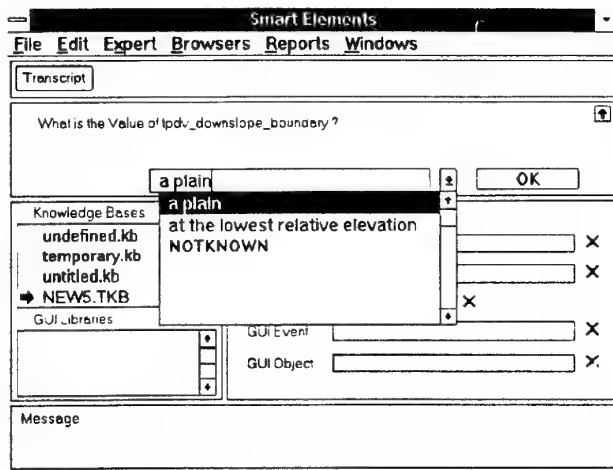 Smart Elements
File Edit Expert Browsers Reports Windows
Transcript
What is the Value of tpdv_downslope_boundary ?
a plain
OK
a plain
at the lowest relative elevation
NOTKNOWN
Knowledge Bases
undefined.kb
temporary.kb
untitled.kb
NEW5.TKB
GUI Libraries
GUI Event
GUI Object
Message